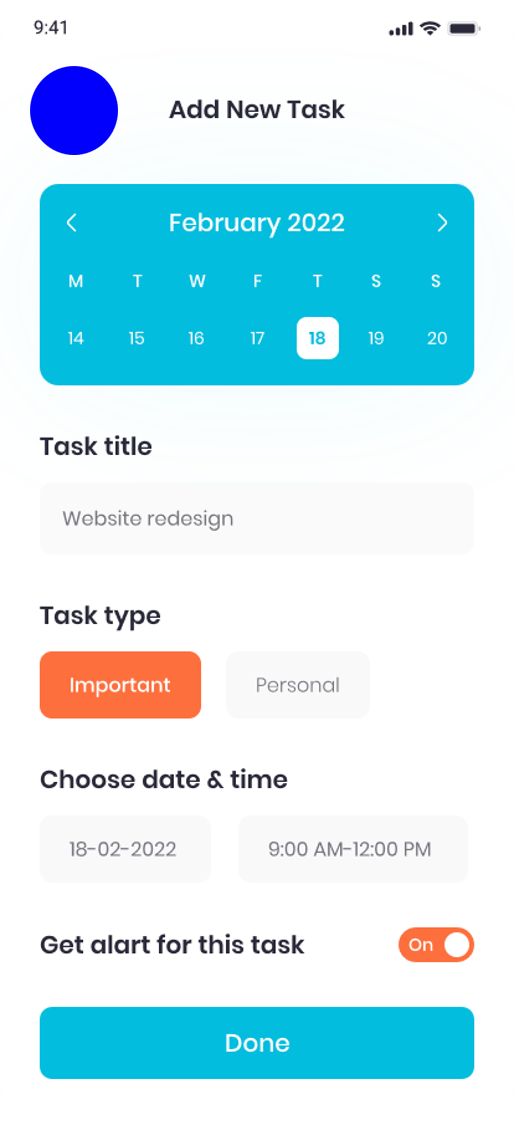 9:41
Add New Task
February 2022
M T W F T S S
14 15 16 17 18 19 20
Task title
Website redesign
Task type
Important Personal
Choose date & time
18-02-2022 9:00 AM-12:00 PM
Get alart for this task On
Done